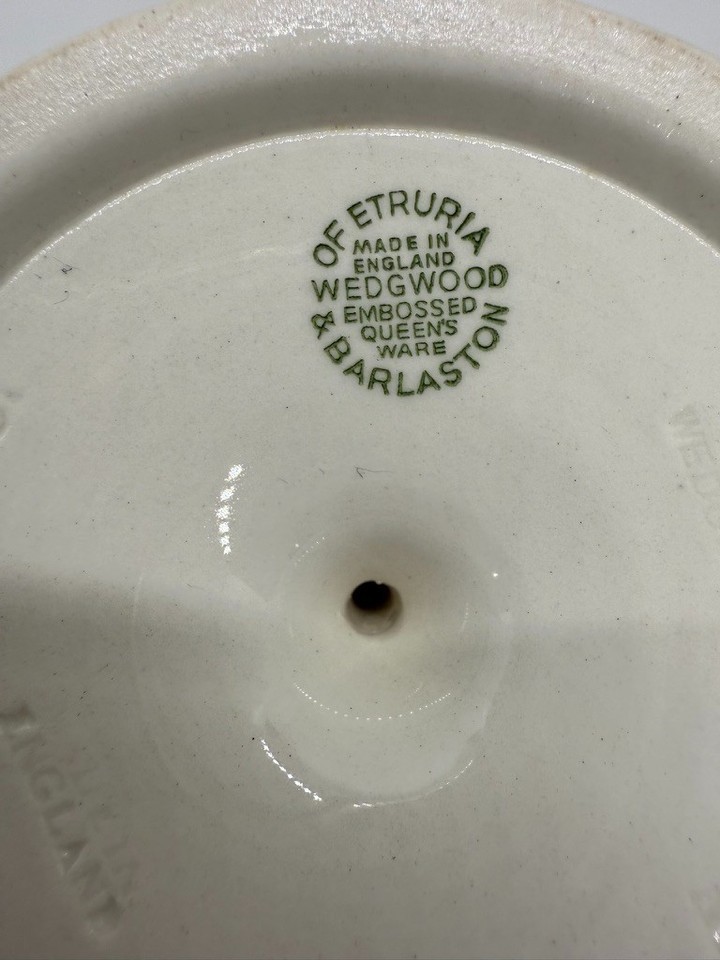 OF ETRURIA
MADE IN
ENGLAND
WEDGWOOD
EMBOSSED
QUEEN'S
WARE
& BARLASTON
ENGLAND